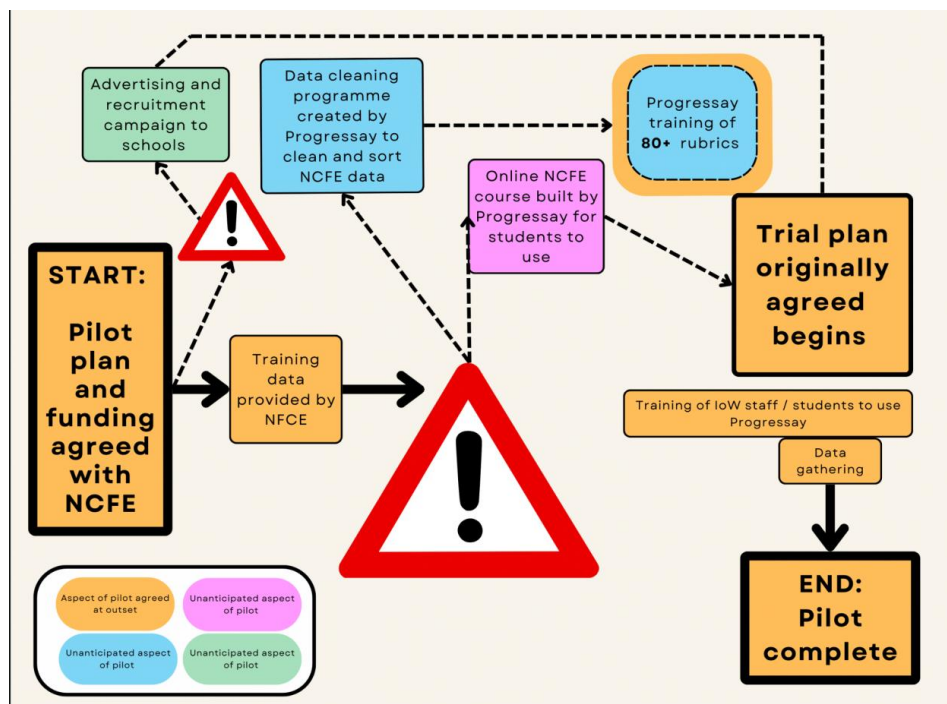 Advertising and
recruitment
campaign to
schools
Data cleaning
programme
created by
Progressay to
clean and sort
NCFE data
Progressay
training of
80+ rubrics
Online NCFE
course built by
Progressay for
students to
use
START:
Pilot
plan
and
funding
agreed
with
NCFE
Training
data
provided by
NFCE
Trial plan
originally
agreed
begins
Training of IoW staff / students to use
Progressay
Data
gathering
END:
Pilot
complete
Aspect of pilot agreed
at outset
Unanticipated aspect
of pilot
Unanticipated aspect
of pilot
Unanticipated aspect
of pilot